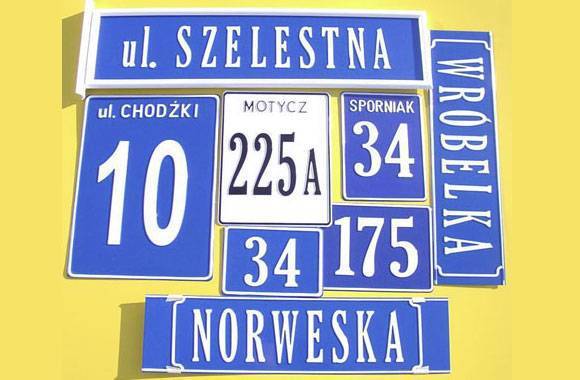 ul. SZELESTNA
ul. CHODŹKI
10
MOTYCZ
225A
SPORNIAK
34
WRÓBELKA
34
175
NORWESKA